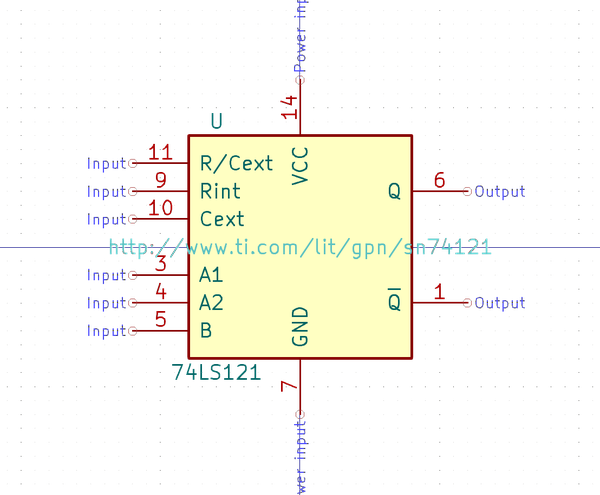 Power inp
14
U
VCC
Input 11 R/Cext
Input 9 Rint
Input 10 Cext
6 Q Output
http://www.ti.com/lit/gpn/sn74121
Input 3 A1
Input 4 A2
Input 5 B
1 Q̅ Output
GND
74LS121
7
wer input